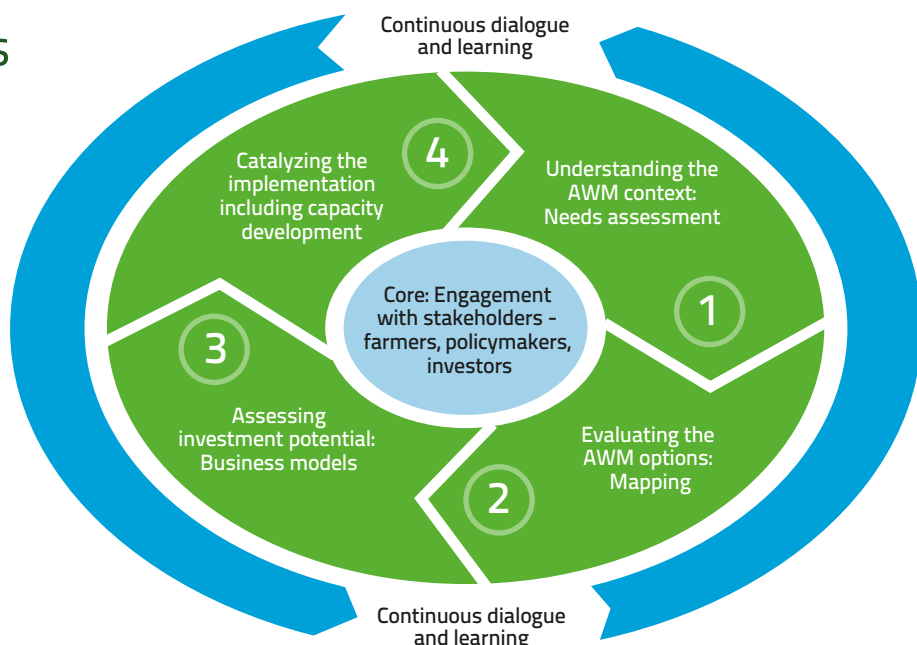 s
Continuous dialogue
and learning
4
Catalyzing the
implementation
including capacity
development
Understanding the
AWM context:
Needs assessment
1
Core: Engagement
with stakeholders -
farmers, policymakers,
investors
3
Assessing
investment potential:
Business models
Evaluating the
AWM options:
Mapping
2
Continuous dialogue
and learning